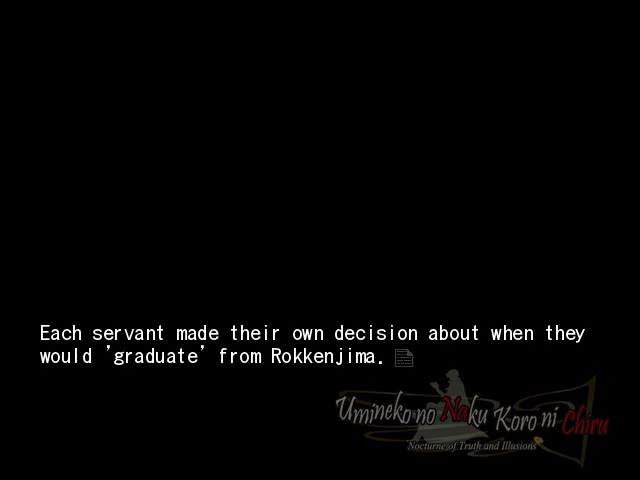 Each servant made their own decision about when they
would 'graduate' from Rokkenjima.
Umineko no Naku Koro ni Chiru
Nocturne of Truth and Illusions